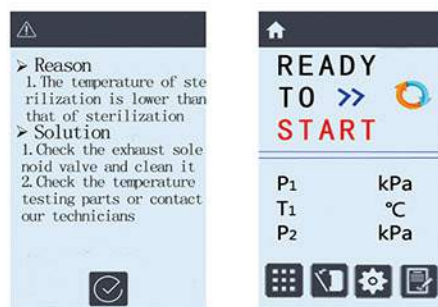 ➢ Reason
1. The temperature of ste
rilization is lower than
that of sterilization
➢ Solution
1. Check the exhaust sole
noid valve and clean it
2. Check the temperature
testing parts or contact
our technicians
READY
TO >>
START
P1 kPa
T1 ℃
P2 kPa